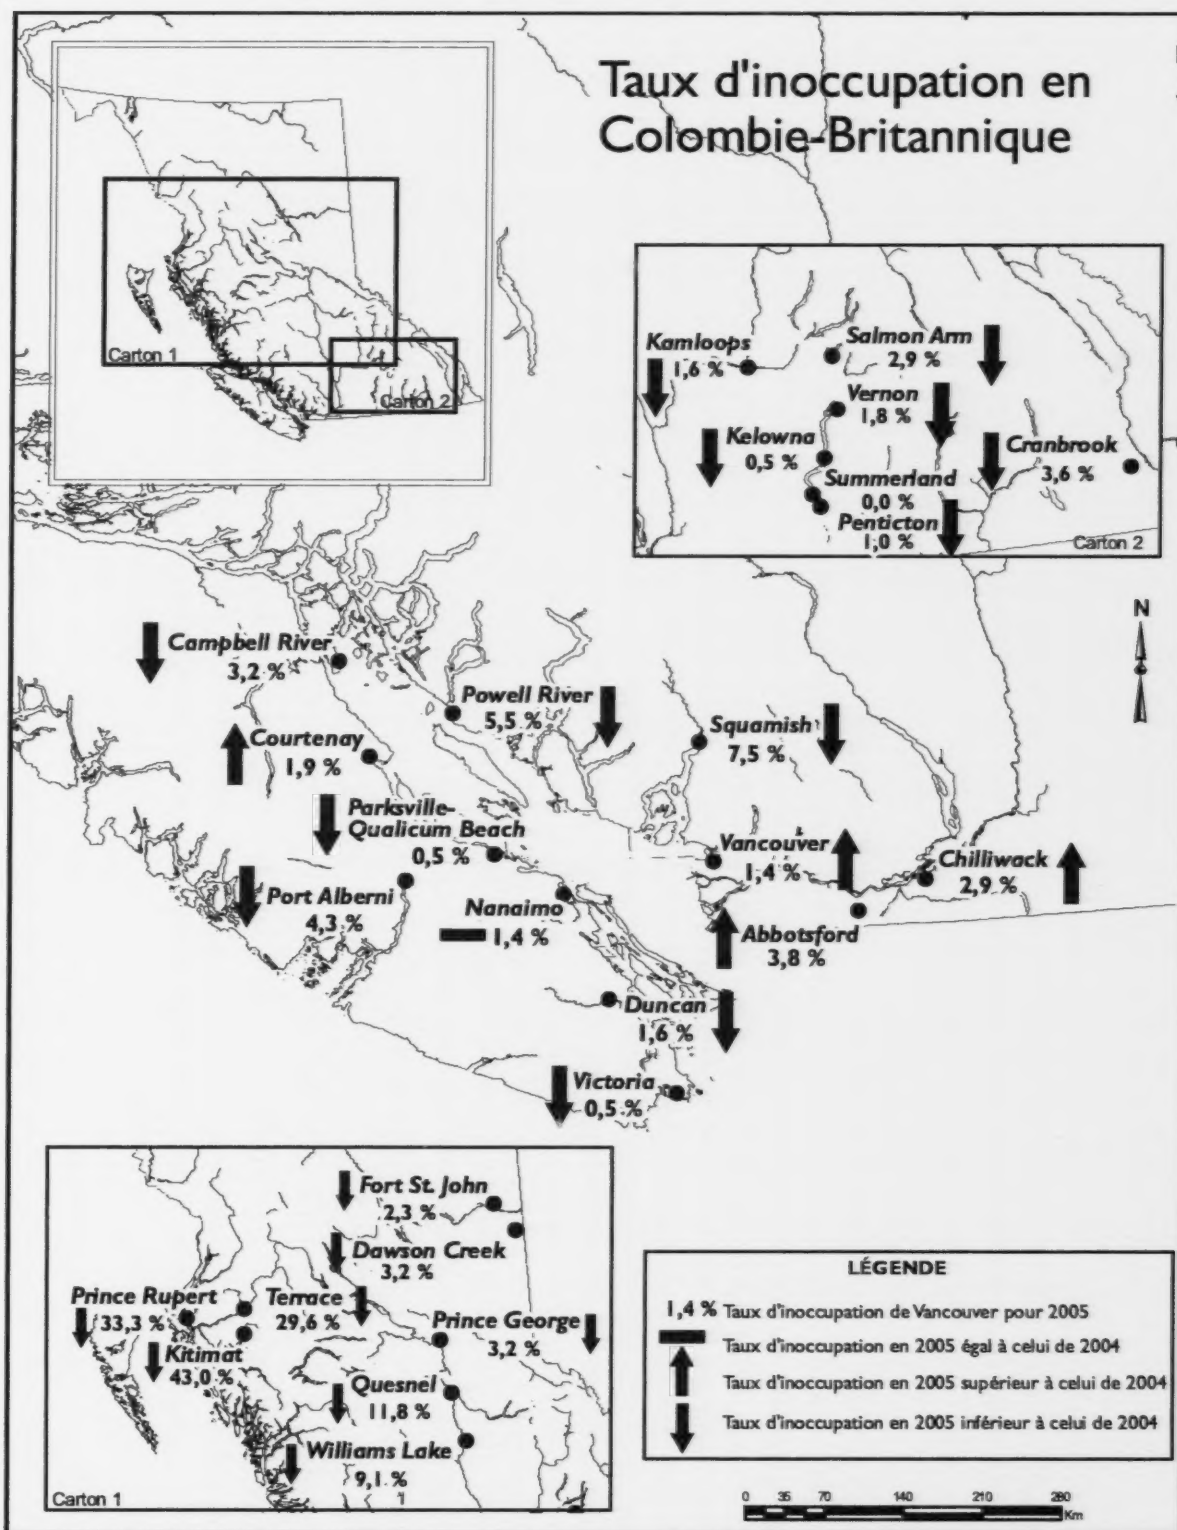 Taux d'inoccupation en
Colombie-Britannique
Carton 1
Carton 2
Kamloops
1,6 %
Salmon Arm
2,9 %
Vernon
1,8 %
Kelowna
0,5 %
Cranbrook
3,6 %
Summerland
0,0 %
Penticton
1,0 %
Carton 2
N
Campbell River
3,2 %
Powell River
5,5 %
Squamish
7,5 %
Courtenay
1,9 %
Parksville-
Qualicum Beach
0,5 %
Vancouver
1,4 %
Chilliwack
2,9 %
Port Alberni
4,3 %
Nanaimo
1,4 %
Abbotsford
3,8 %
Duncan
1,6 %
Victoria
0,5 %
Fort St. John
2,3 %
Dawson Creek
3,2 %
Prince Rupert
33,3 %
Terrace
29,6 %
Prince George
3,2 %
Kitimat
43,0 %
Quesnel
11,8 %
Williams Lake
9,1 %
Carton 1
1
LÉGENDE
1,4 % Taux d'inoccupation de Vancouver pour 2005
Taux d'inoccupation en 2005 égal à celui de 2004
Taux d'inoccupation en 2005 supérieur à celui de 2004
Taux d'inoccupation en 2005 inférieur à celui de 2004
0 35 70 140 210 280
Km